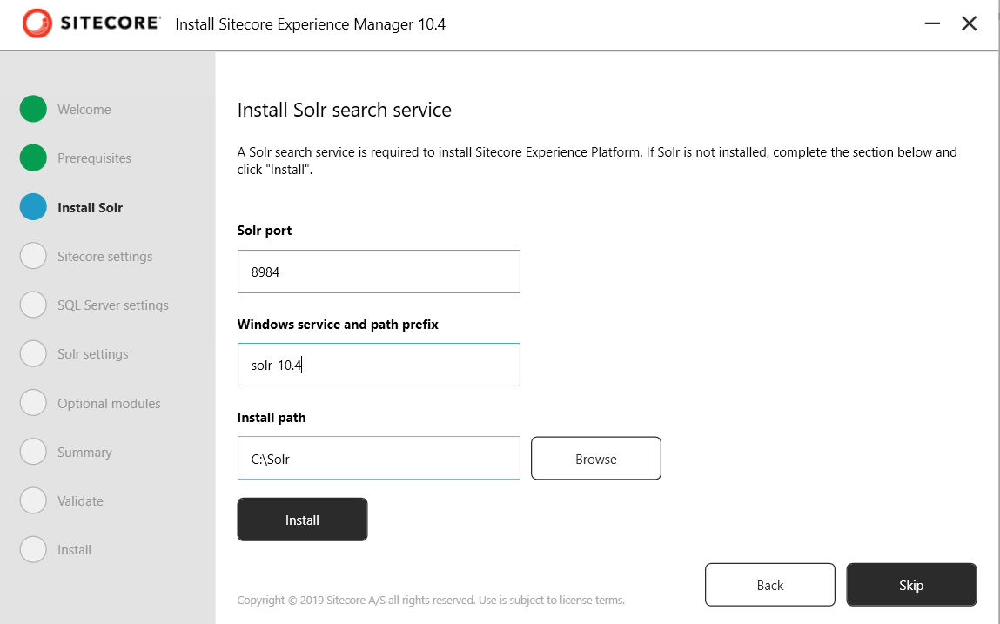 SITECORE Install Sitecore Experience Manager 10.4
Welcome
Prerequisites
Install Solr
Sitecore settings
SQL Server settings
Solr settings
Optional modules
Summary
Validate
Install
Install Solr search service
A Solr search service is required to install Sitecore Experience Platform. If Solr is not installed, complete the section below and
click "Install".
Solr port
8984
Windows service and path prefix
solr-10.4
Install path
C:\Solr
Browse
Install
Back
Skip
Copyright © 2019 Sitecore A/S all rights reserved. Use is subject to license terms.